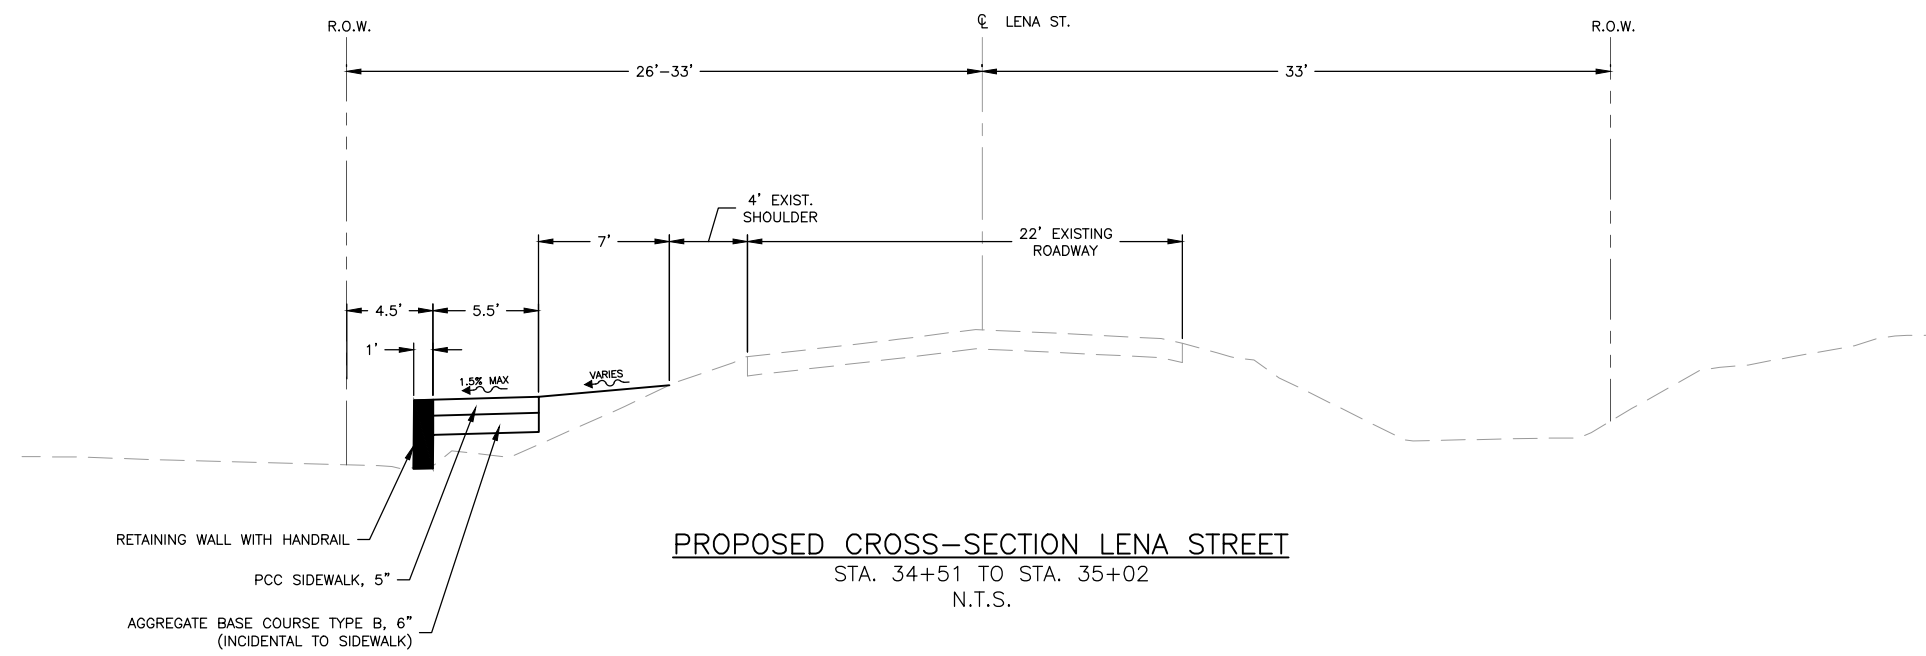 R.O.W.
℄ LENA ST.
R.O.W.
26'-33'
33'
4' EXIST.
SHOULDER
7'
22' EXISTING
ROADWAY
4.5'
5.5'
1'
1.5% MAX
VARIES
RETAINING WALL WITH HANDRAIL
PCC SIDEWALK, 5"
AGGREGATE BASE COURSE TYPE B, 6"
(INCIDENTAL TO SIDEWALK)
PROPOSED CROSS-SECTION LENA STREET
STA. 34+51 TO STA. 35+02
N.T.S.